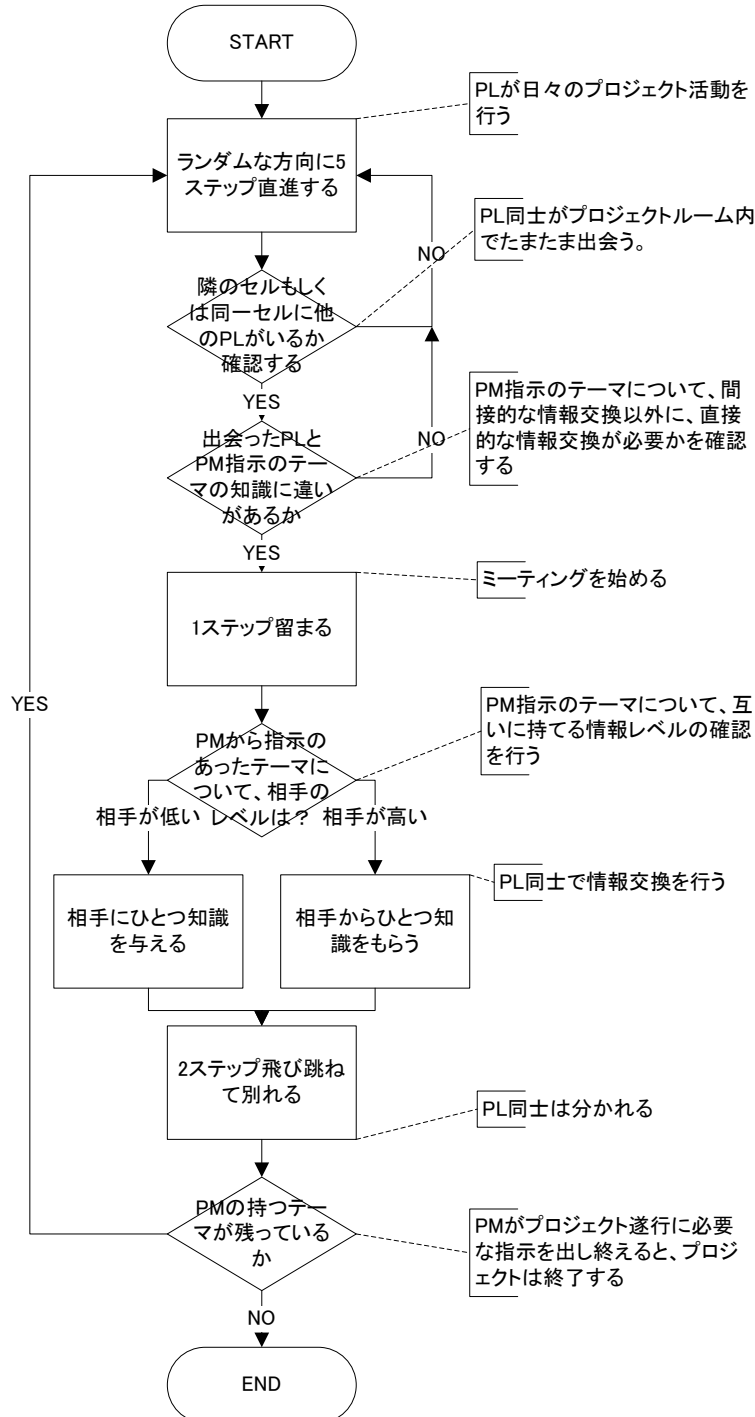 START
PLが日々のプロジェクト活動を
行う
ランダムな方向に5
ステップ直進する
PL同士がプロジェクトルーム内
でたまたま出会う。
NO
隣のセルもしく
は同一セルに他
のPLがいるか
確認する
YES
PM指示のテーマについて、間
接的な情報交換以外に、直接
的な情報交換が必要かを確認
する
NO
出会ったPLと
PM指示のテー
マの知識に違い
があるか
YES
ミーティングを始める
1ステップ留まる
YES
PM指示のテーマについて、互
いに持てる情報レベルの確認
を行う
PMから指示の
あったテーマに
ついて、相手の
レベルは？
相手が低い
相手が高い
PL同士で情報交換を行う
相手にひとつ知識
を与える
相手からひとつ知
識をもらう
2ステップ飛び跳ね
て別れる
PL同士は分かれる
PMの持つテー
マが残っている
か
PMがプロジェクト遂行に必要
な指示を出し終えると、プロジ
ェクトは終了する
NO
END